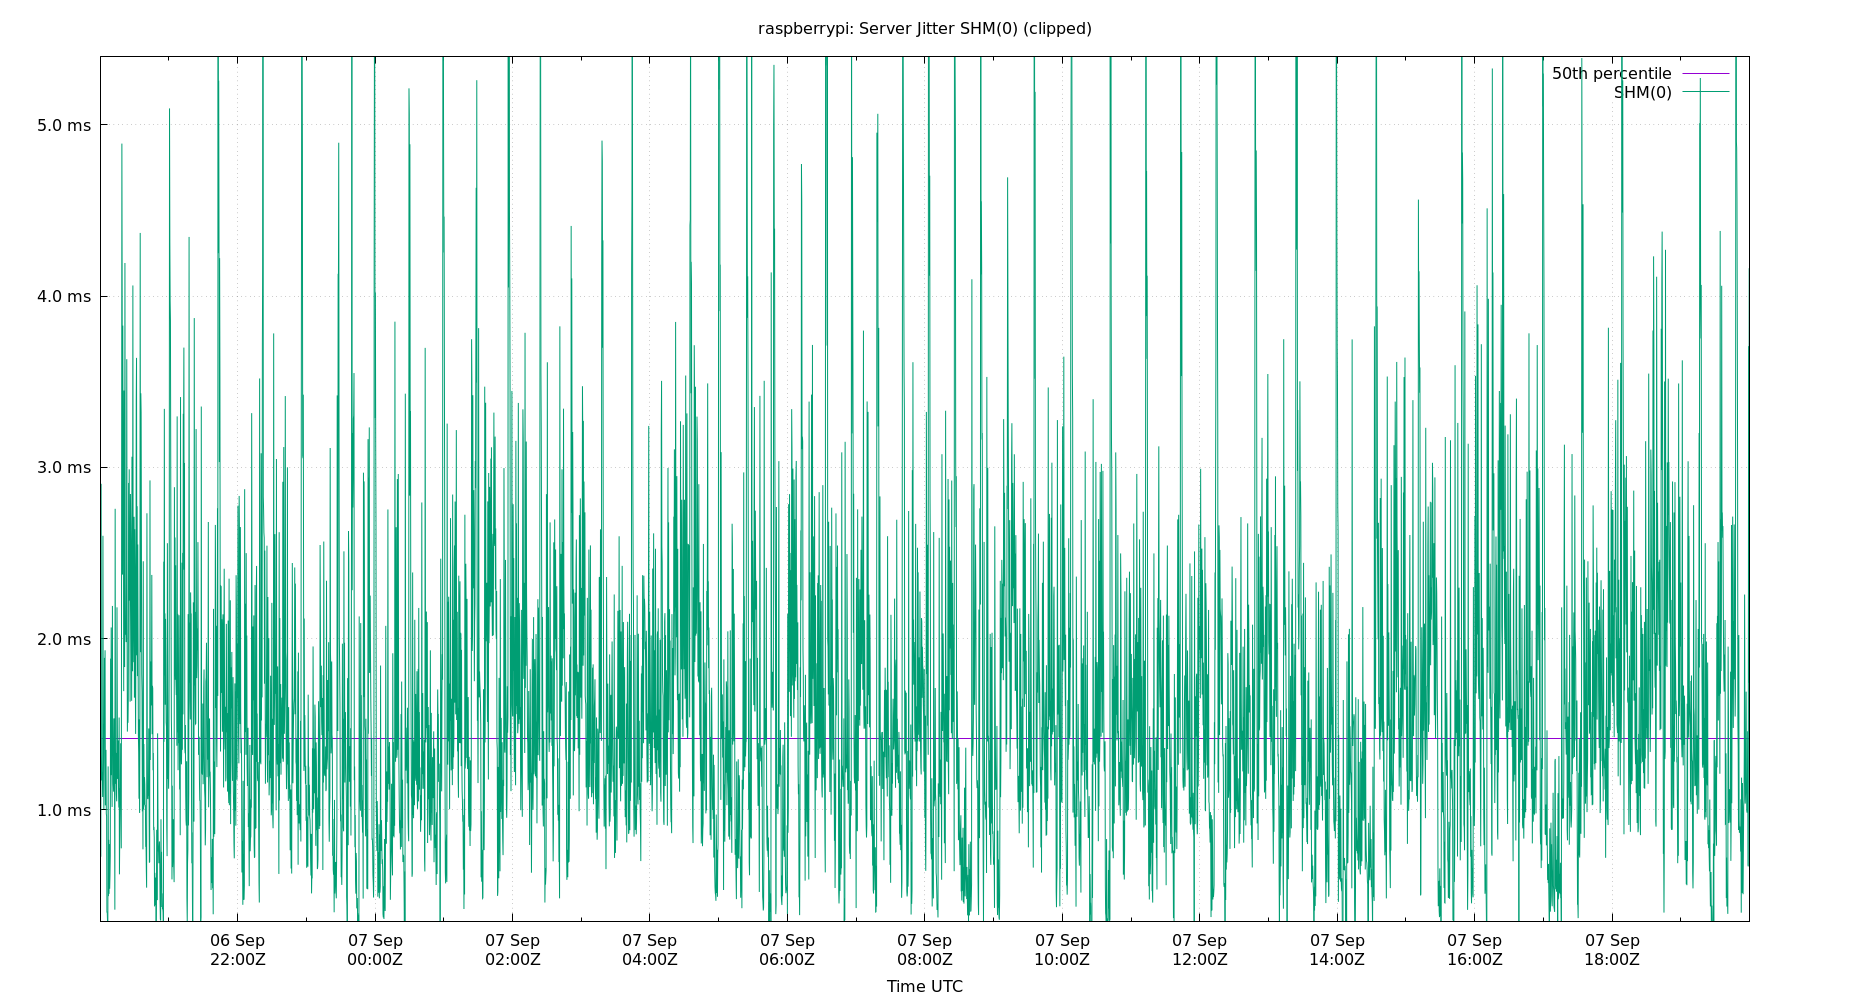 raspberrypi: Server Jitter SHM(0) (clipped)
50th percentile
SHM(0)
5.0 ms
4.0 ms
3.0 ms
2.0 ms
1.0 ms
06 Sep 07 Sep 07 Sep 07 Sep 07 Sep 07 Sep 07 Sep 07 Sep 07 Sep 07 Sep 07 Sep
22:00Z 00:00Z 02:00Z 04:00Z 06:00Z 08:00Z 10:00Z 12:00Z 14:00Z 16:00Z 18:00Z
Time UTC